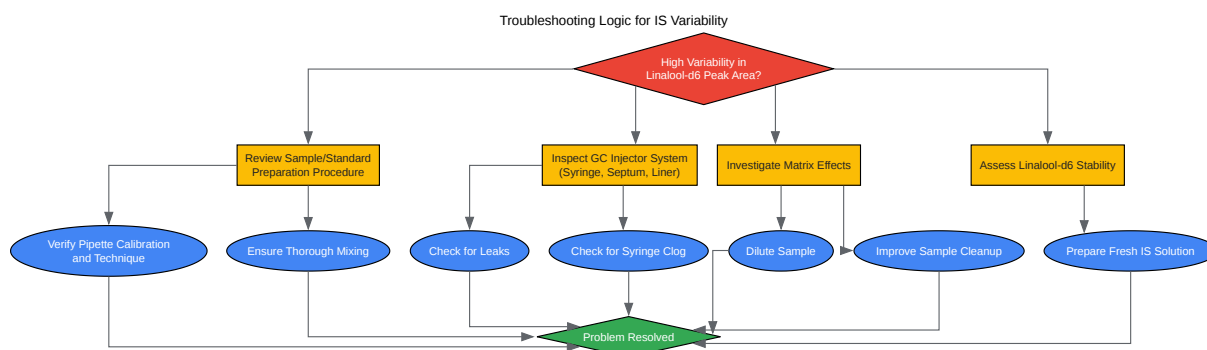 Troubleshooting Logic for IS Variability
High Variability in
Linalool-d6 Peak Area?
Review Sample/Standard
Preparation Procedure
Inspect GC Injector System
(Syringe, Septum, Liner)
Investigate Matrix Effects
Assess Linalool-d6 Stability
Verify Pipette Calibration
and Technique
Ensure Thorough Mixing
Check for Leaks
Check for Syringe Clog
Dilute Sample
Improve Sample Cleanup
Prepare Fresh IS Solution
Problem Resolved